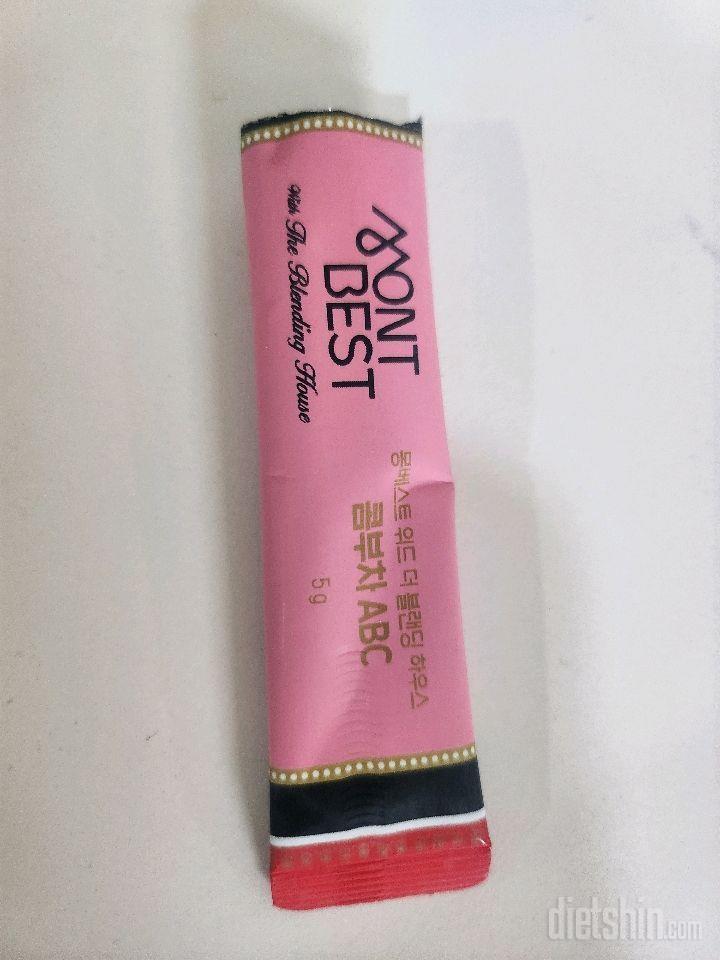 MONT
BEST
With The Blending House
몽베스트 위드 더 블랜딩 하우스
콤부차 ABC
5g
dietshin.com